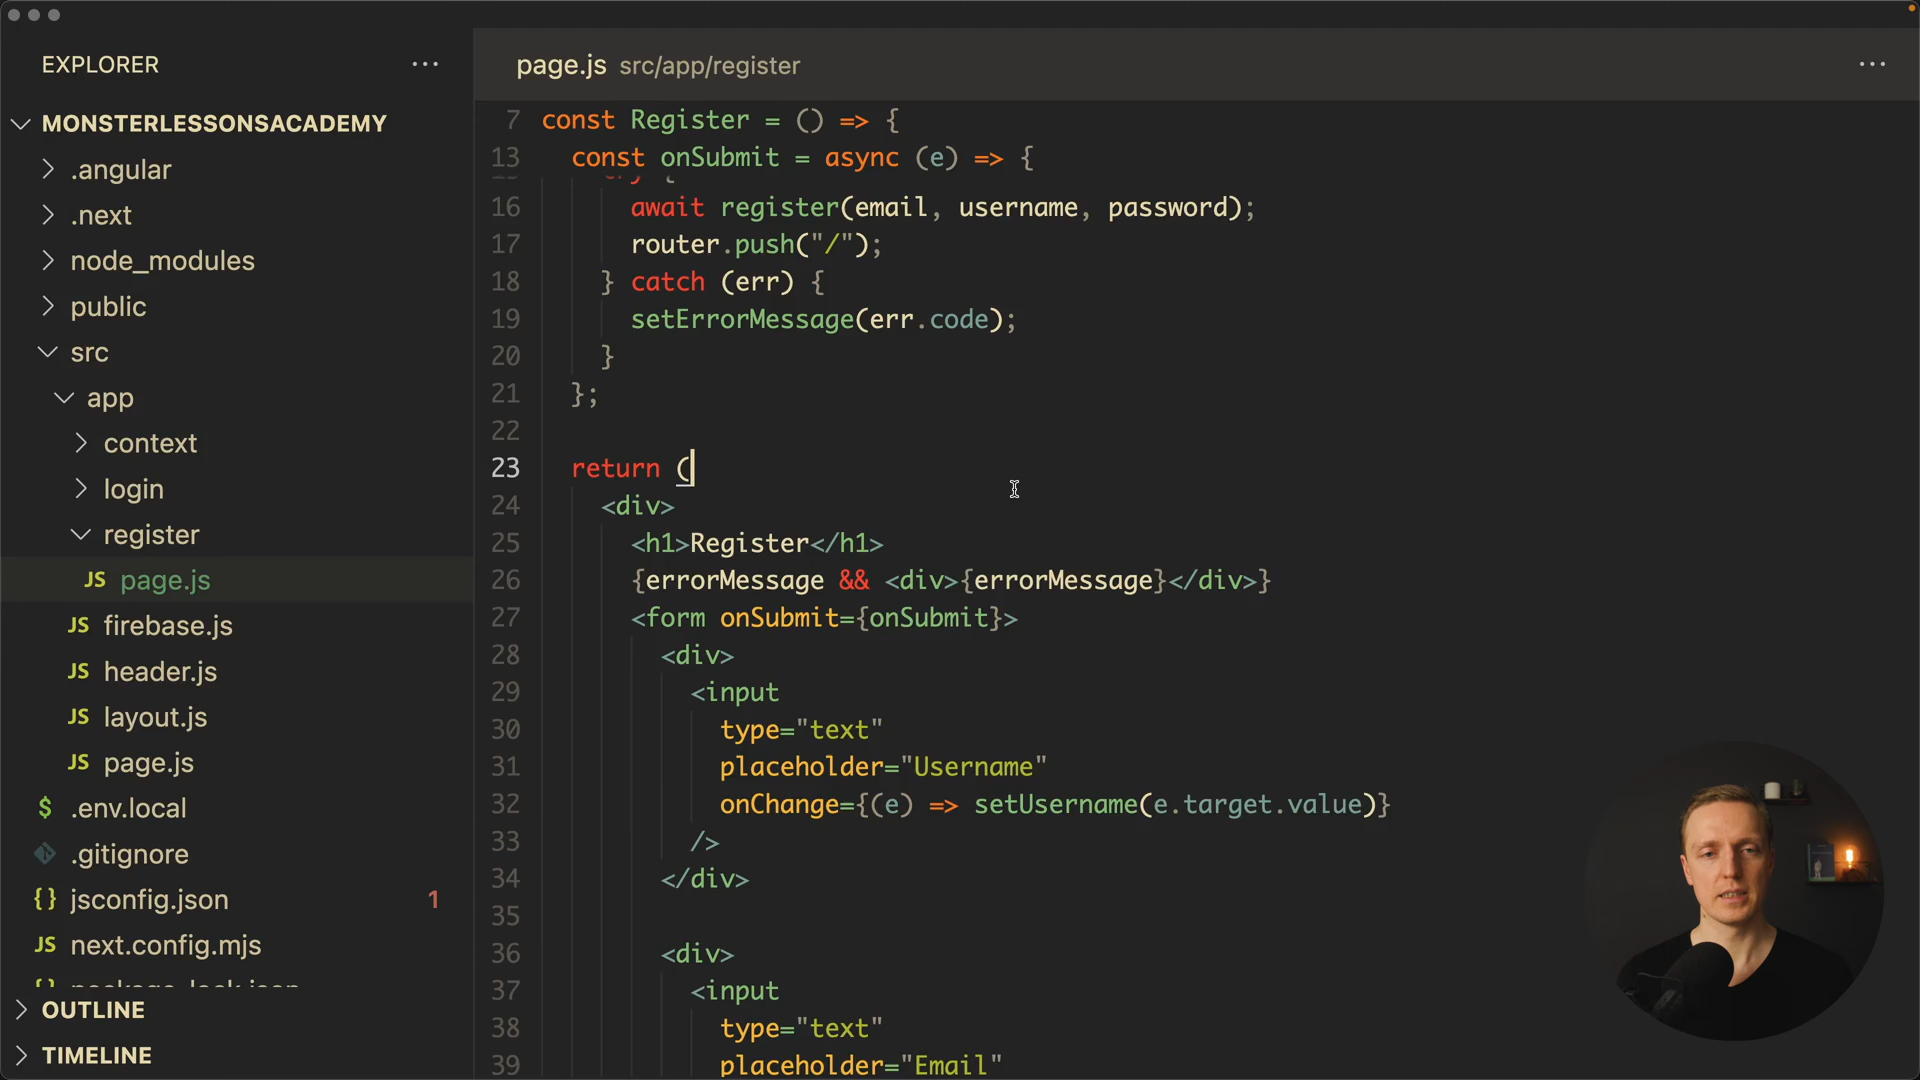 EXPLORER
···
MONSTERLESSONSACADEMY
.angular
.next
node_modules
public
src
app
context
login
register
JS page.js
JS firebase.js
JS header.js
JS layout.js
JS page.js
$ .env.local
.gitignore
{} jsconfig.json 1
JS next.config.mjs
{} package-lock.json
OUTLINE
TIMELINE
page.js src/app/register
···
7 const Register = () => {
13 const onSubmit = async (e) => {
15 try {
16 await register(email, username, password);
17 router.push("/");
18 } catch (err) {
19 setErrorMessage(err.code);
20 }
21 };
22
23 return (
24 <div>
25 <h1>Register</h1>
26 {errorMessage && <div>{errorMessage}</div>}
27 <form onSubmit={onSubmit}>
28 <div>
29 <input
30 type="text"
31 placeholder="Username"
32 onChange={(e) => setUsername(e.target.value)}
33 />
34 </div>
35
36 <div>
37 <input
38 type="text"
39 placeholder="Email"